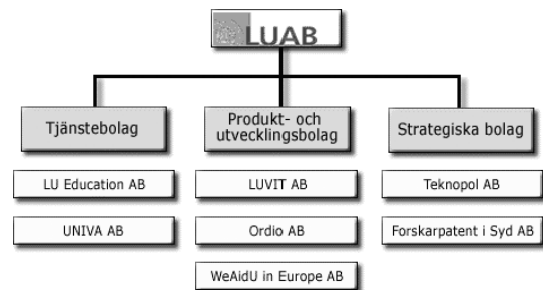 LUAB
Tjänstebolag
LU Education AB
UNIVA AB
Produkt- och
utvecklingsbolag
LUVIT AB
Ordio AB
WeAidU in Europe AB
Strategiska bolag
Teknopol AB
Forskarpatent i Syd AB